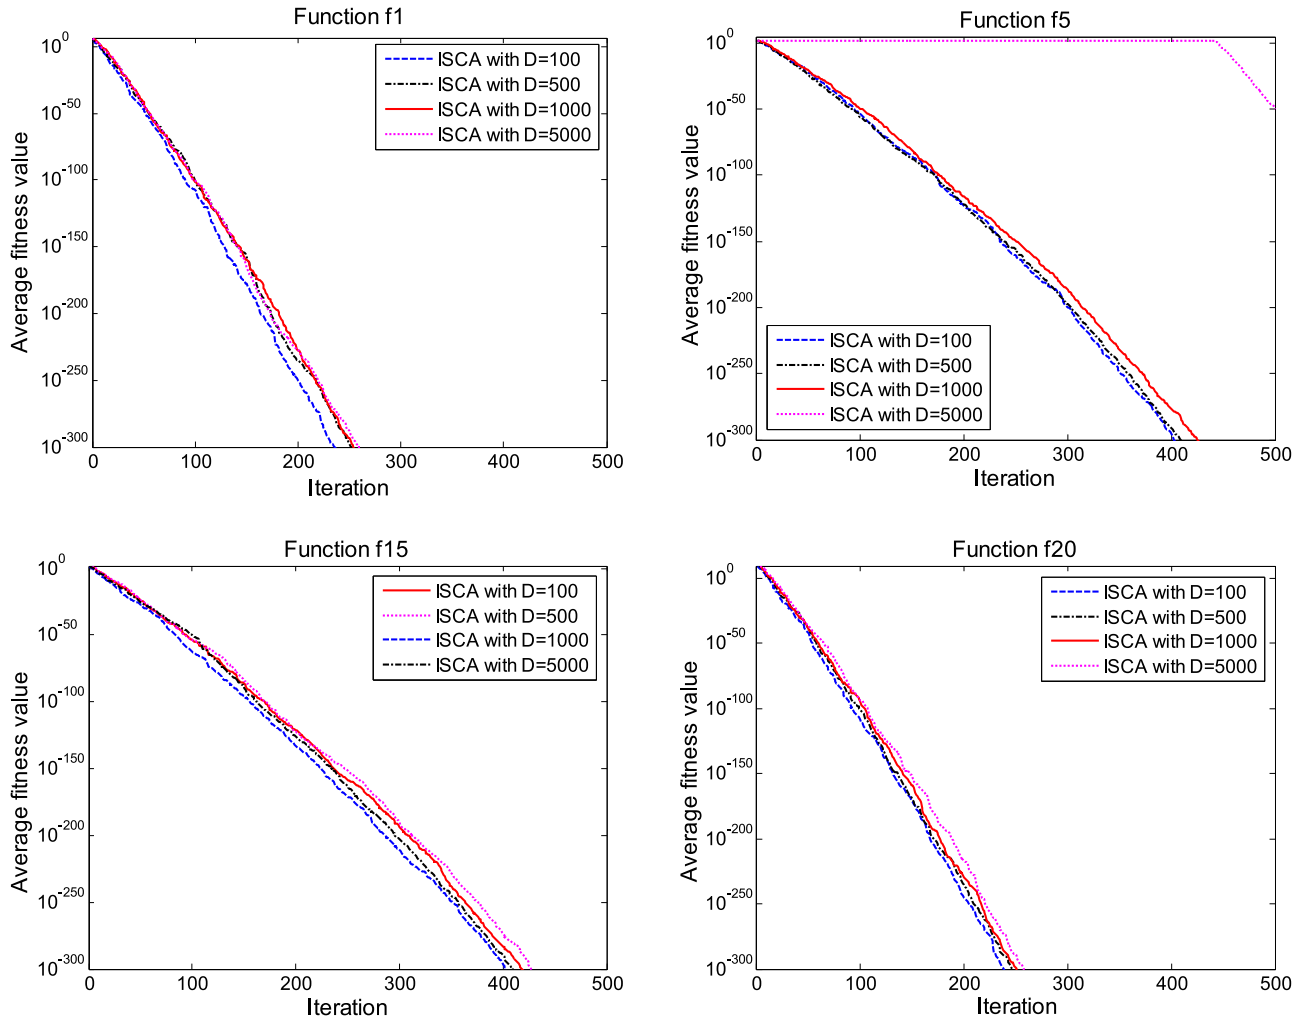 Function f1
Average fitness value
10^0
10^-50
10^-100
10^-150
10^-200
10^-250
10^-300
ISCA with D=100
ISCA with D=500
ISCA with D=1000
ISCA with D=5000
0 100 200 300 400 500
Iteration
Function f5
Average fitness value
10^0
10^-50
10^-100
10^-150
10^-200
10^-250
10^-300
ISCA with D=100
ISCA with D=500
ISCA with D=1000
ISCA with D=5000
0 100 200 300 400 500
Iteration
Function f15
Average fitness value
10^0
10^-50
10^-100
10^-150
10^-200
10^-250
10^-300
ISCA with D=100
ISCA with D=500
ISCA with D=1000
ISCA with D=5000
0 100 200 300 400 500
Iteration
Function f20
Average fitness value
10^0
10^-50
10^-100
10^-150
10^-200
10^-250
10^-300
ISCA with D=100
ISCA with D=500
ISCA with D=1000
ISCA with D=5000
0 100 200 300 400 500
Iteration